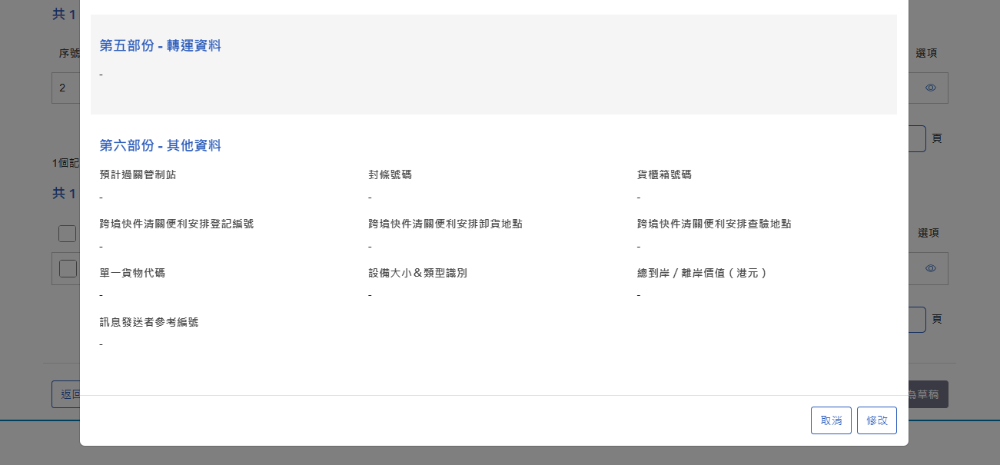 共 1
第五部份 - 轉運資料
序號
選項
-
2
第六部份 - 其他資料
頁
1個記
預計過關管制站 封條號碼 貨櫃箱號碼
- - -
共 1
跨境快件清關便利安排登記編號 跨境快件清關便利安排卸貨地點 跨境快件清關便利安排查驗地點
選項
- - -
單一貨物代碼 設備大小＆類型識別 總到岸 / 離岸價值 ( 港元 )
- - -
訊息發送者參考編號
頁
-
返回
為草稿
取消 修改